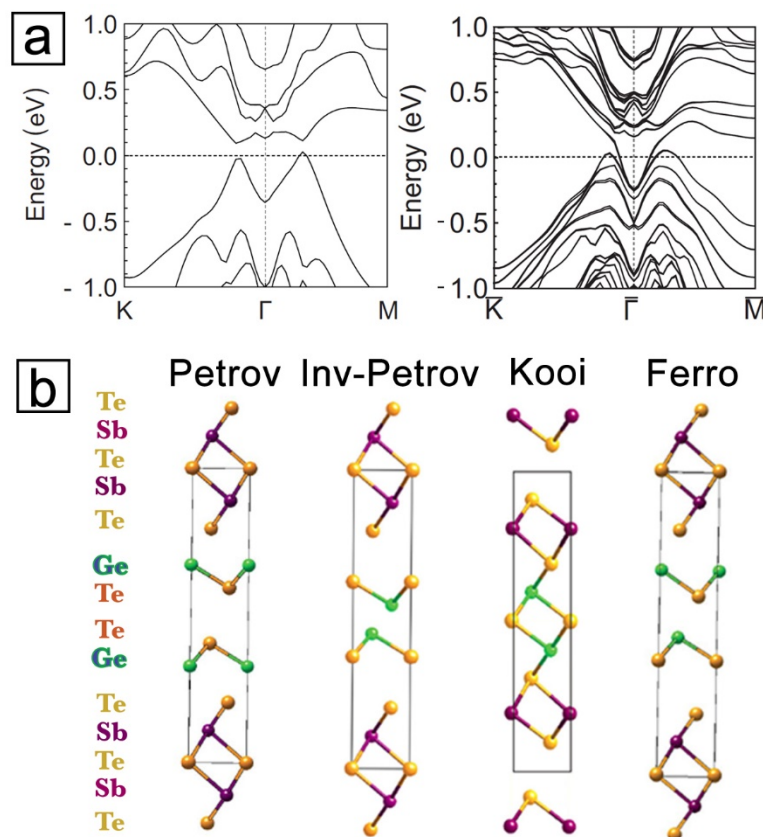 a
1.0
0.5
0.0
- 0.5
- 1.0
Energy (eV)
K Γ M
1.0
0.5
0.0
- 0.5
- 1.0
Energy (eV)
K̅ Γ̅ M̅
b
Petrov Inv-Petrov Kooi Ferro
Te
Sb
Te
Sb
Te
Ge
Te
Te
Ge
Te
Sb
Te
Sb
Te